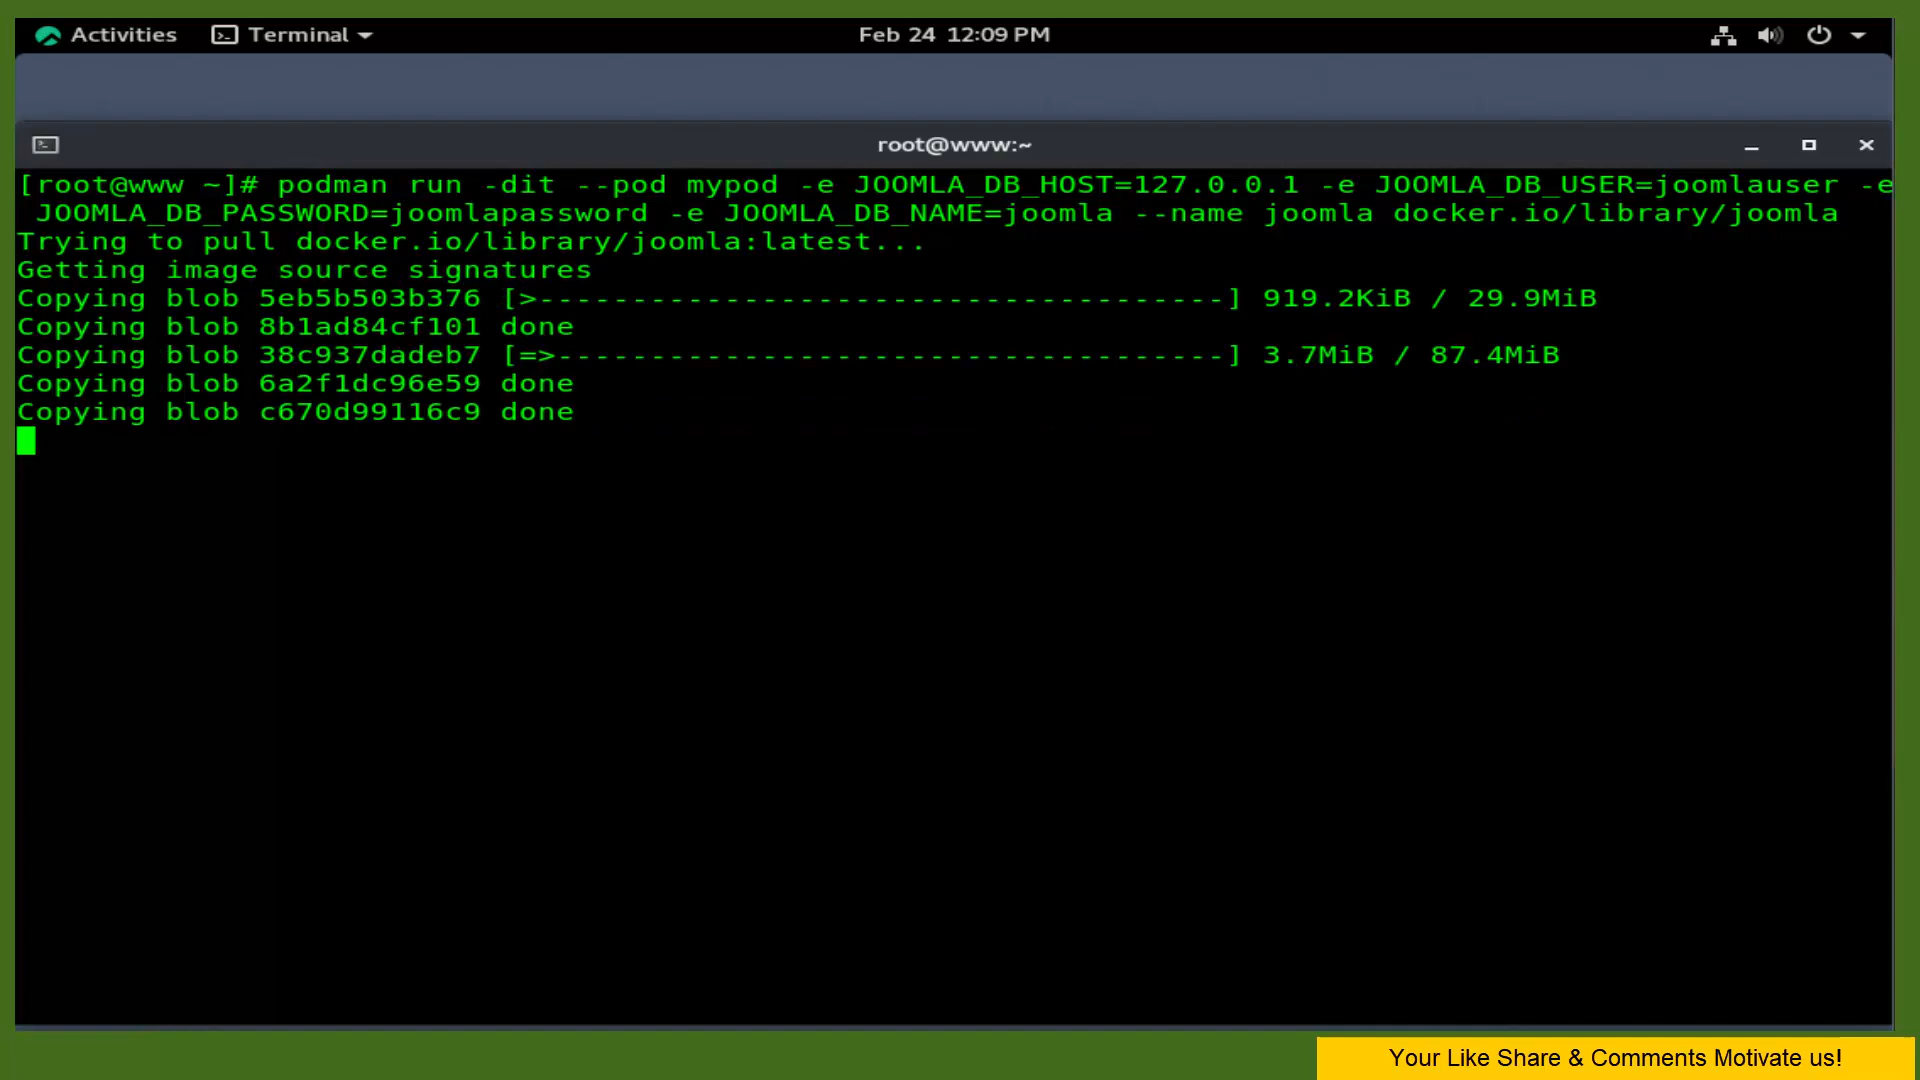 Activities Terminal Feb 24 12:09 PM
root@www:~
[root@www ~]# podman run -dit --pod mypod -e JOOMLA_DB_HOST=127.0.0.1 -e JOOMLA_DB_USER=joomlauser -e
JOOMLA_DB_PASSWORD=joomlapassword -e JOOMLA_DB_NAME=joomla --name joomla docker.io/library/joomla
Trying to pull docker.io/library/joomla:latest...
Getting image source signatures
Copying blob 5eb5b503b376 [>-------------------------------------] 919.2KiB / 29.9MiB
Copying blob 8b1ad84cf101 done
Copying blob 38c937dadeb7 [=>------------------------------------] 3.7MiB / 87.4MiB
Copying blob 6a2f1dc96e59 done
Copying blob c670d99116c9 done
Your Like Share & Comments Motivate us!